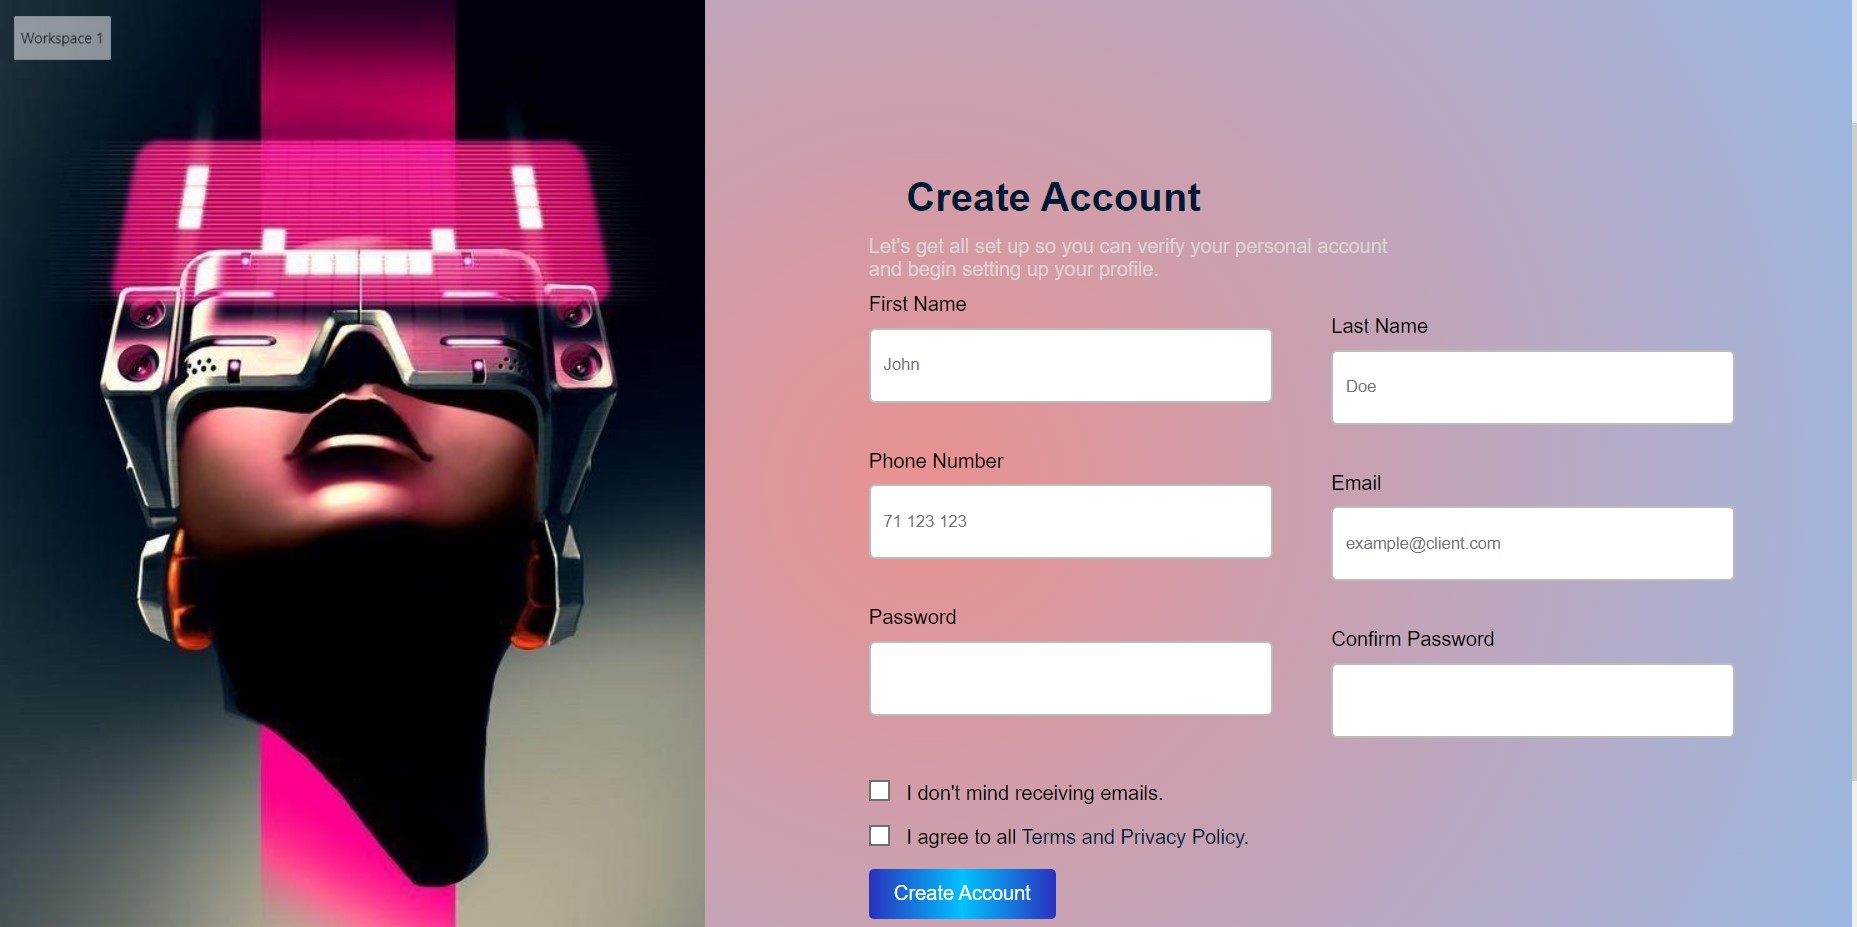 Workspace 1
Create Account
Let's get all set up so you can verify your personal account
and begin setting up your profile.
First Name
Last Name
John
Doe
Phone Number
Email
71 123 123
example@client.com
Password
Confirm Password
I don't mind receiving emails.
I agree to all Terms and Privacy Policy.
Create Account